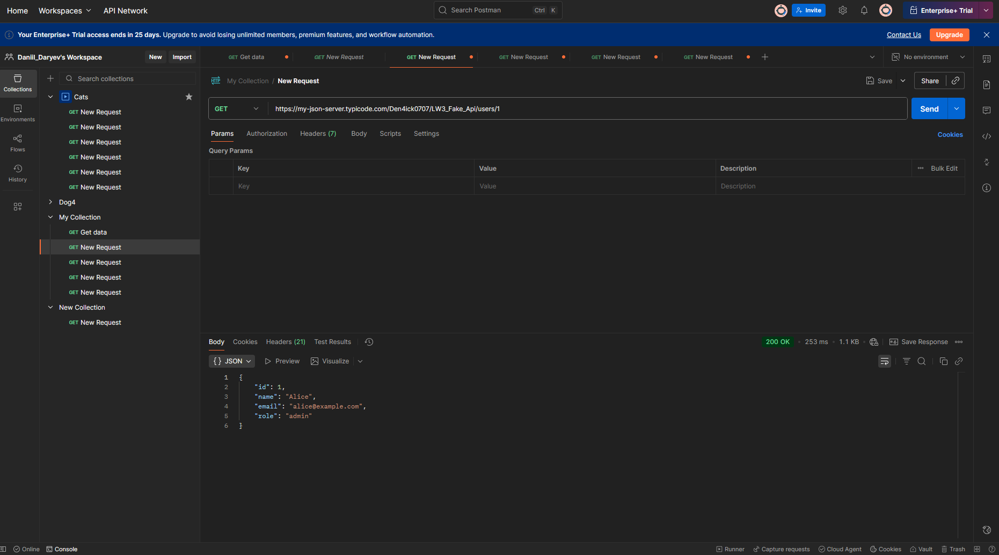 Home Workspaces API Network Search Postman Ctrl K Invite Enterprise+ Trial
Your Enterprise+ Trial access ends in 25 days. Upgrade to avoid losing unlimited members, premium features, and workflow automation. Contact Us Upgrade
Daniil_Daryev's Workspace New Import GET Get data GET New Request GET New Request GET New Request GET New Request GET New Request No environment
Search collections
Collections
Environments
Flows
History
Cats
GET New Request
GET New Request
GET New Request
GET New Request
GET New Request
GET New Request
Dog4
My Collection
GET Get data
GET New Request
GET New Request
GET New Request
GET New Request
New Collection
GET New Request
HTTP My Collection / New Request Save Share
GET https://my-json-server.typicode.com/Den4ick0707/LW3_Fake_Api/users/1 Send
Params Authorization Headers (7) Body Scripts Settings Cookies
Query Params
Key Value Description Bulk Edit
Key Value Description
Body Cookies Headers (21) Test Results 200 OK 253 ms 1.1 KB e.g. Save Response
{} JSON Preview Visualize
1 {
2 "id": 1,
3 "name": "Alice",
4 "email": "alice@example.com",
5 "role": "admin"
6 }
Online Console Runner Capture requests Cloud Agent Cookies Vault Trash